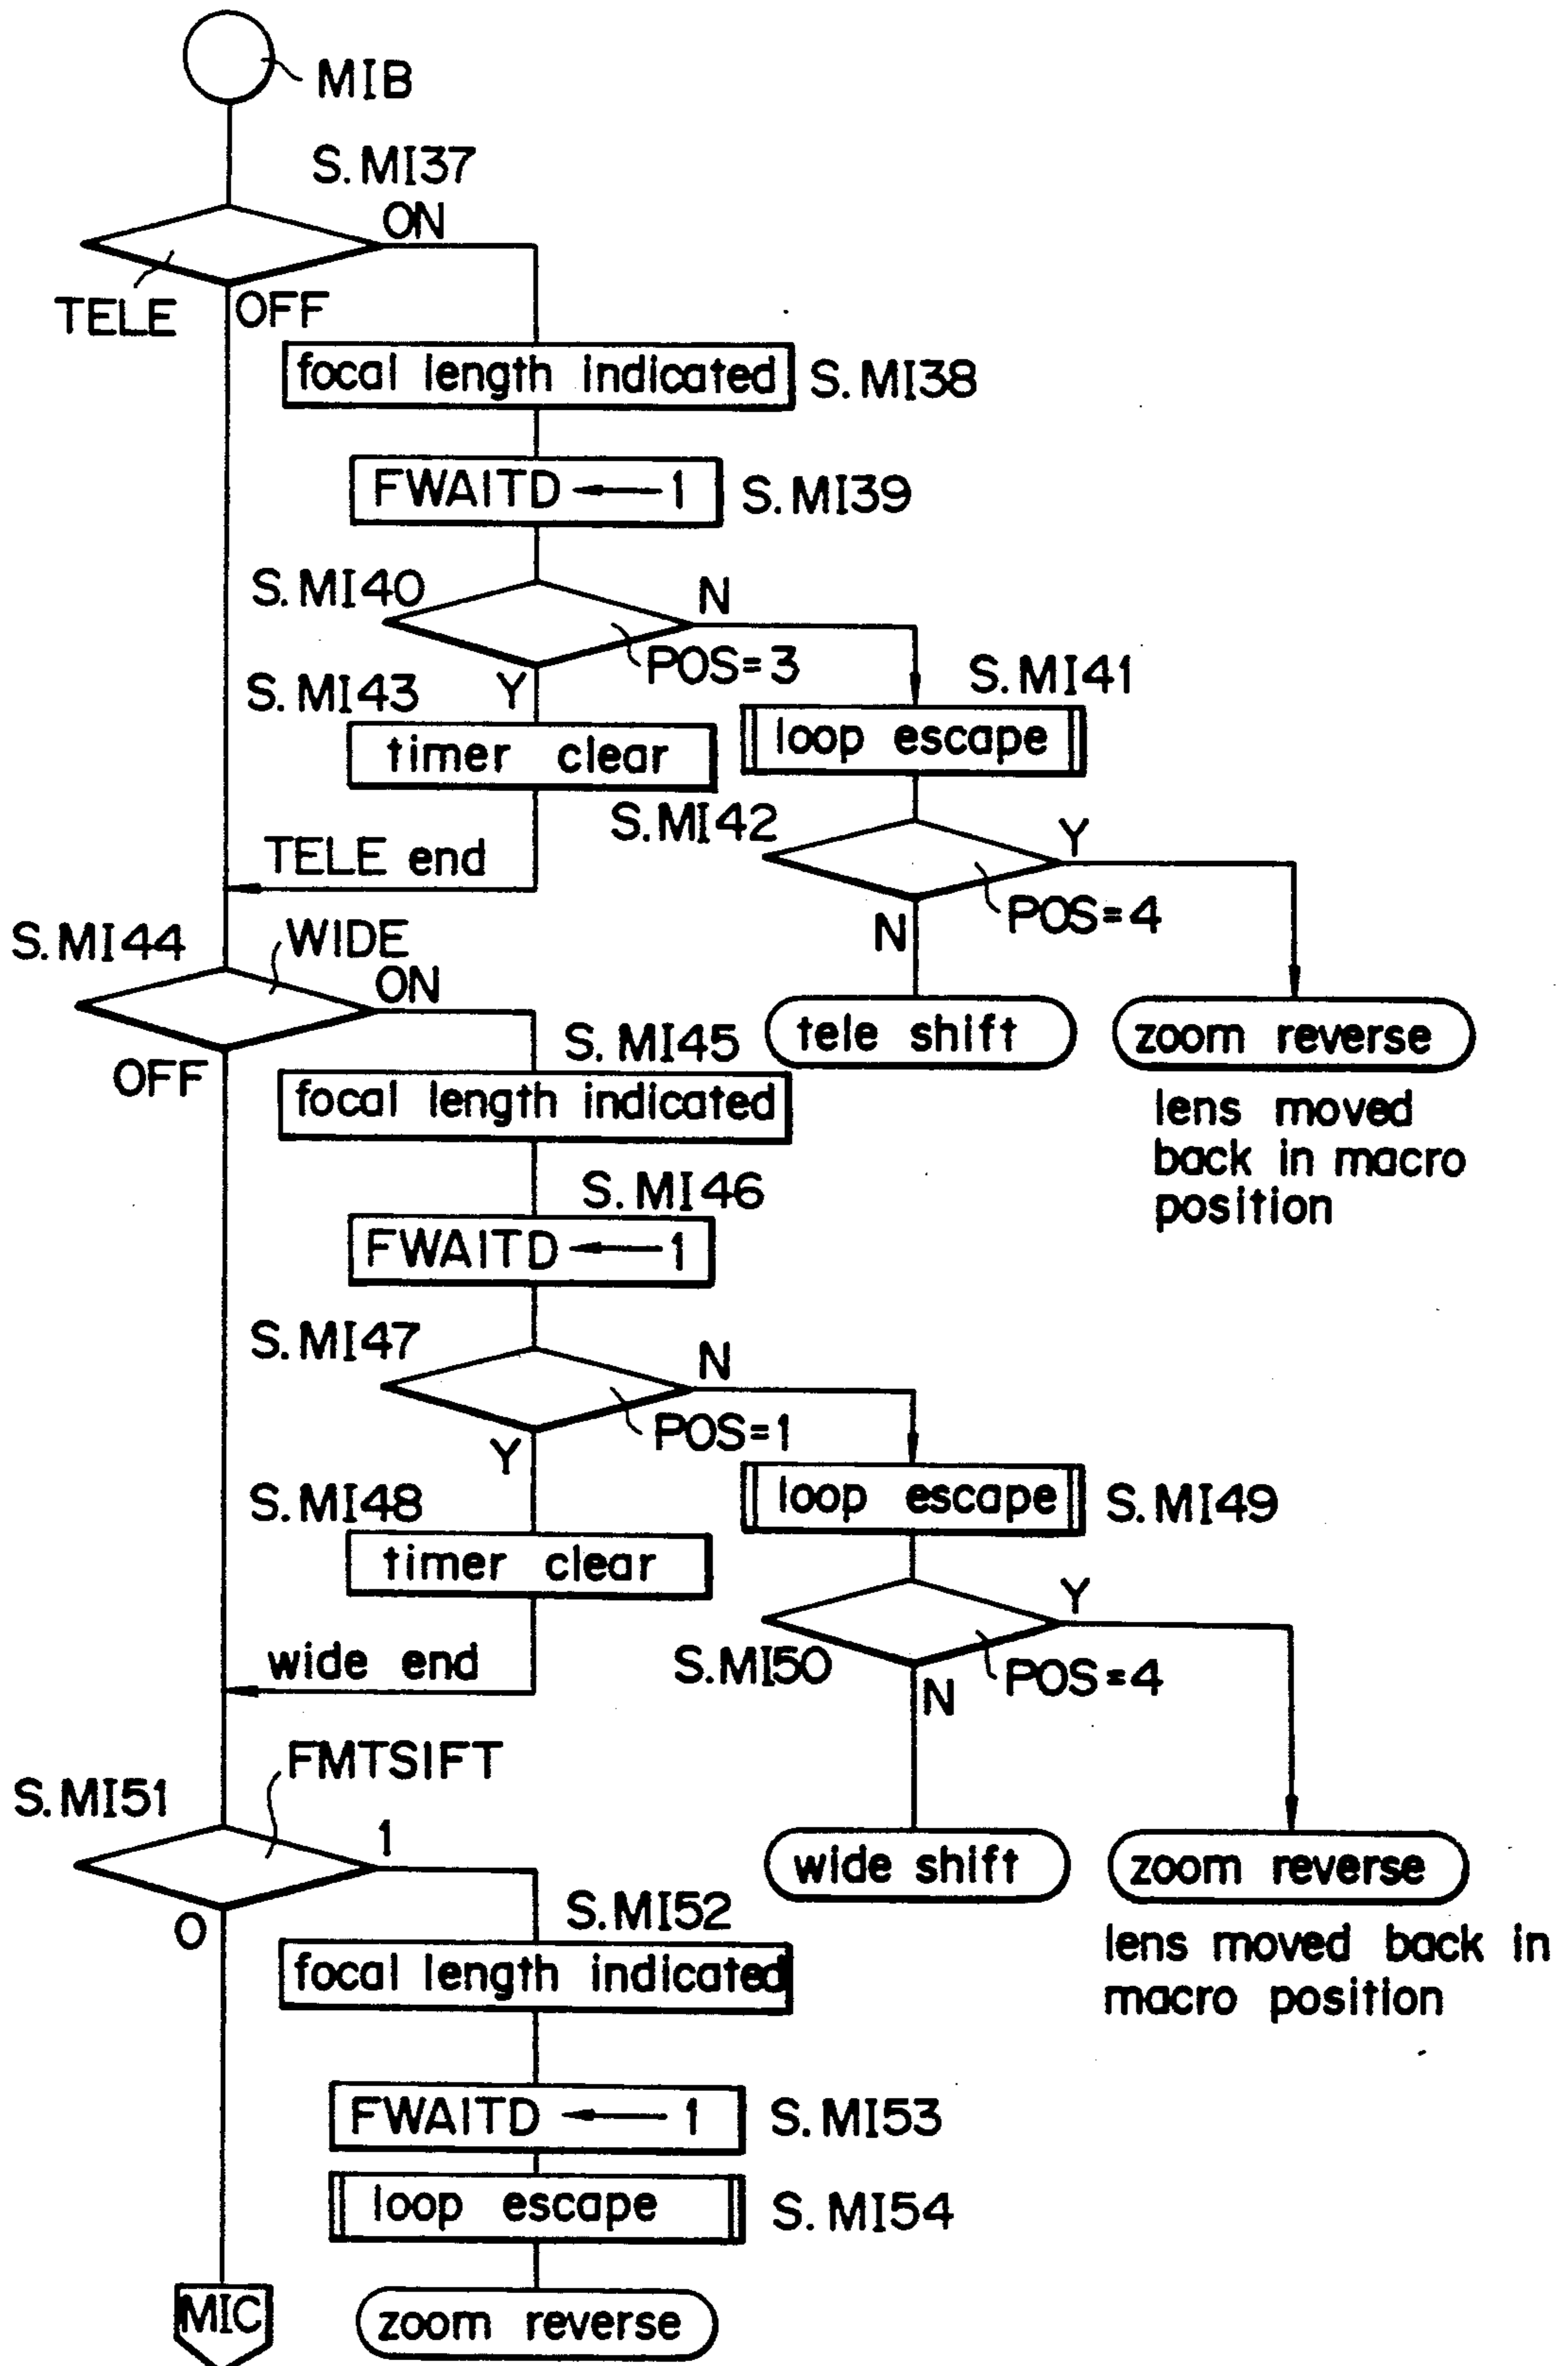 MIB
S.MI37
ON
TELE
OFF
focal length indicated
S.MI38
FWAITD ← 1
S.MI39
S.MI40
N
POS=3
S.MI43
Y
S.MI41
timer clear
loop escape
S.MI42
Y
TELE end
POS=4
N
S.MI44
WIDE
ON
tele shift
zoom reverse
OFF
S.MI45
focal length indicated
lens moved
back in macro
position
S.MI46
FWAITD ← 1
S.MI47
N
POS=1
Y
S.MI48
loop escape
S.MI49
timer clear
Y
wide end
S.MI50
POS=4
N
FMTSIFT
S.MI51
1
wide shift
zoom reverse
0
S.MI52
focal length indicated
lens moved back in
macro position
FWAITD ← 1
S.MI53
loop escape
S.MI54
MIC
zoom reverse